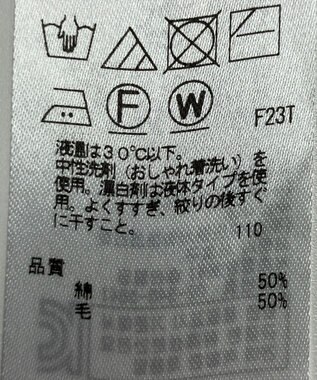 F
W
F23T
液温は30℃以下。
中性洗剤（おしゃれ着洗い）を
使用。漂白剤は液体タイプを使
用。よくすすぎ、絞りの後すぐ
に干すこと。
110
品質
綿 50%
毛 50%